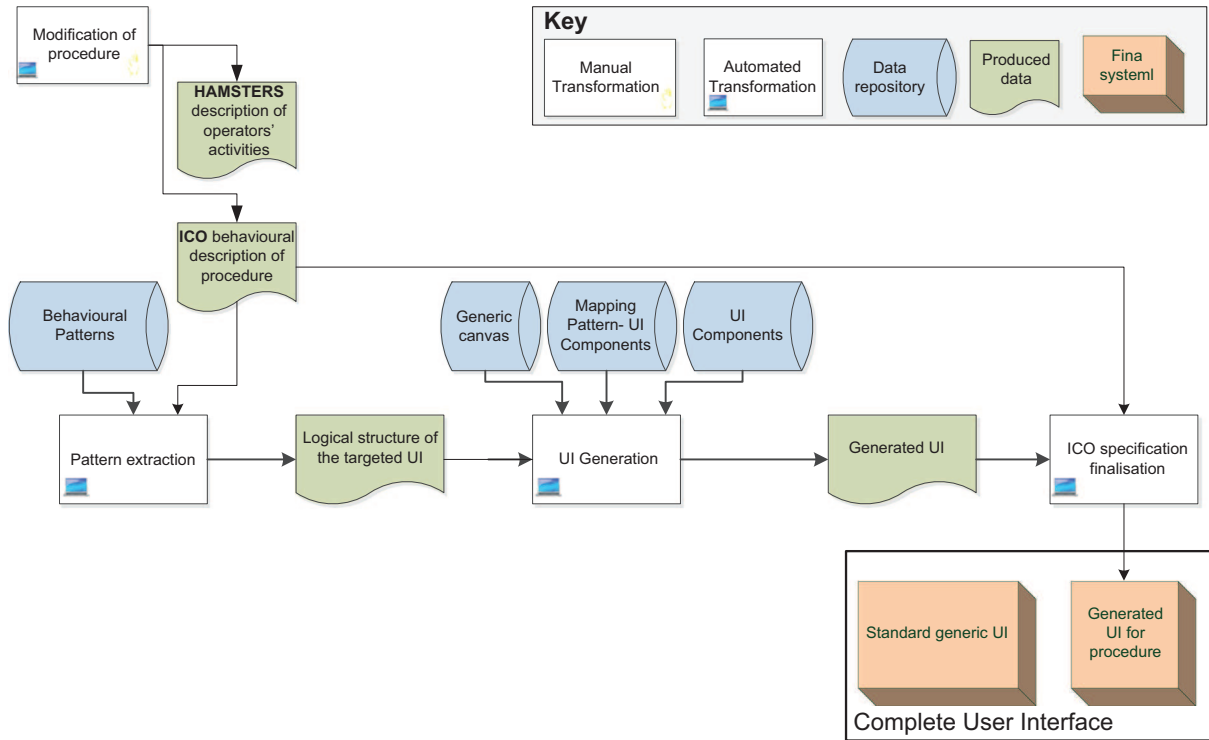 Modification of
procedure
Key
Manual
Transformation
Automated
Transformation
Data
repository
Produced
data
Fina
systeml
HAMSTERS
description of
operators'
activities
ICO behavioural
description of
procedure
Behavioural
Patterns
Generic
canvas
Mapping
Pattern- UI
Components
UI
Components
Pattern extraction
Logical structure of
the targeted UI
UI Generation
Generated UI
ICO specification
finalisation
Standard generic UI
Generated
UI for
procedure
Complete User Interface